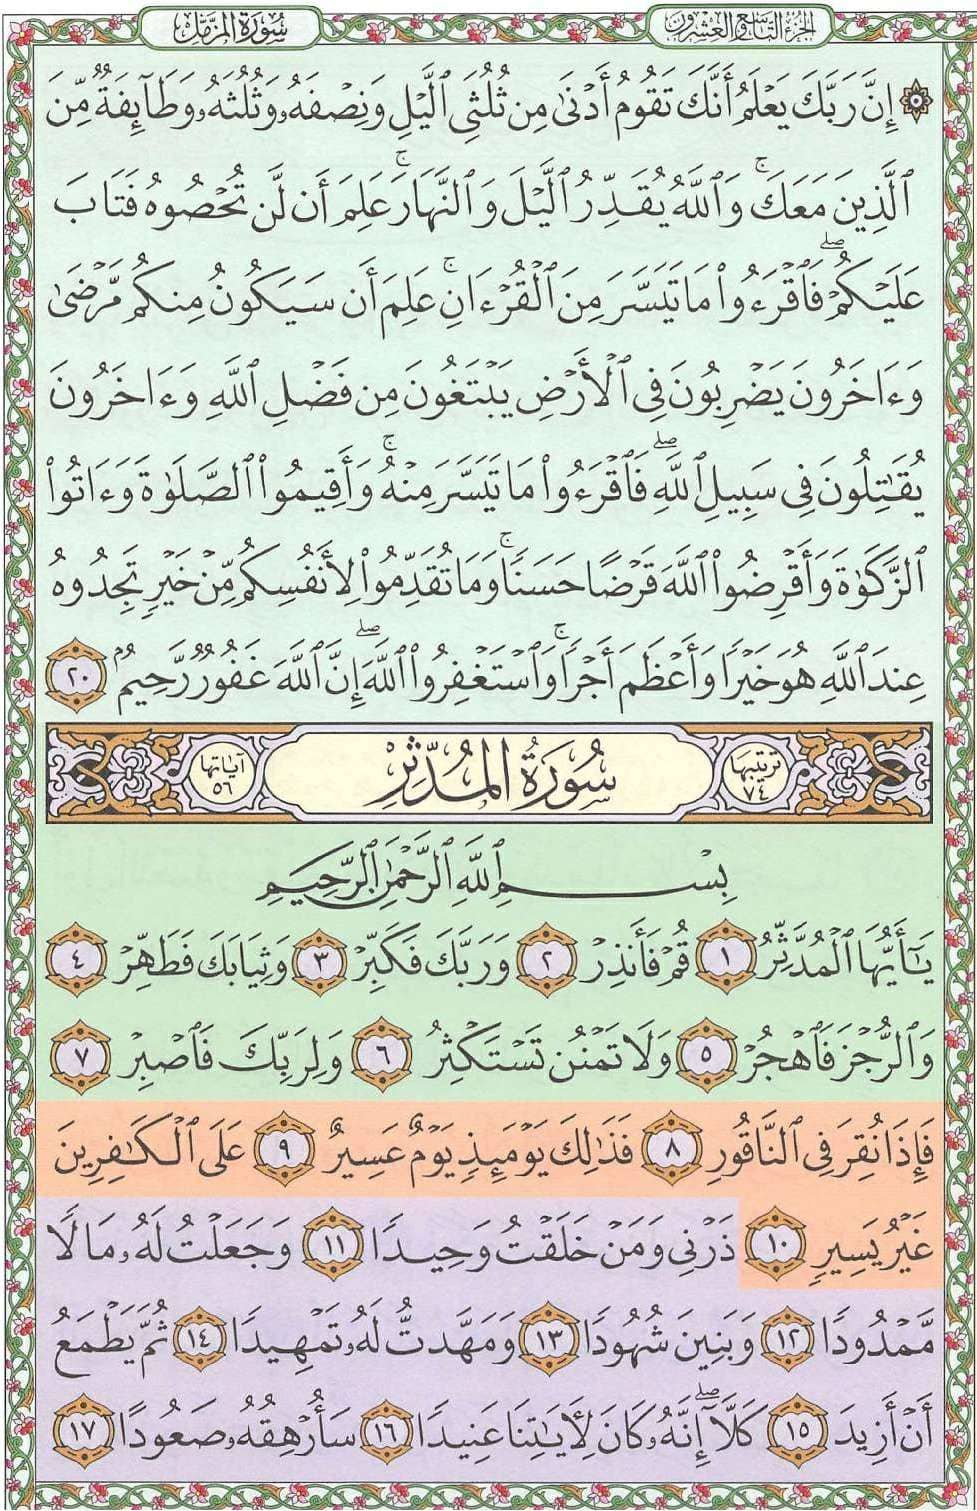 الجزء التاسع والعشرون
سورة المزمل
۞ إِنَّ رَبَّكَ يَعْلَمُ أَنَّكَ تَقُومُ أَدْنَىٰ مِن ثُلُثَىِ ٱلَّيْلِ وَنِصْفَهُۥ وَثُلُثَهُۥ وَطَآئِفَةٌ مِّنَ
ٱلَّذِينَ مَعَكَ ۚ وَٱللَّهُ يُقَدِّرُ ٱلَّيْلَ وَٱلنَّهَارَ ۚ عَلِمَ أَن لَّن تُحْصُوهُ فَتَابَ
عَلَيْكُمْ ۖ فَٱقْرَءُوا۟ مَا تَيَسَّرَ مِنَ ٱلْقُرْءَانِ ۚ عَلِمَ أَن سَيَكُونُ مِنكُم مَّرْضَىٰ
وَءَاخَرُونَ يَضْرِبُونَ فِى ٱلْأَرْضِ يَبْتَغُونَ مِن فَضْلِ ٱللَّهِ وَءَاخَرُونَ
يُقَـٰتِلُونَ فِى سَبِيلِ ٱللَّهِ ۖ فَٱقْرَءُوا۟ مَا تَيَسَّرَ مِنْهُ ۚ وَأَقِيمُوا۟ ٱلصَّلَوٰةَ وَءَاتُوا۟
ٱلزَّكَوٰةَ وَأَقْرِضُوا۟ ٱللَّهَ قَرْضًا حَسَنًا ۚ وَمَا تُقَدِّمُوا۟ لِأَنفُسِكُم مِّنْ خَيْرٍ تَجِدُوهُ
عِندَ ٱللَّهِ هُوَ خَيْرًا وَأَعْظَمَ أَجْرًا ۚ وَٱسْتَغْفِرُوا۟ ٱللَّهَ ۖ إِنَّ ٱللَّهَ غَفُورٌ رَّحِيمٌۢ ٢٠
ترتيبها ٧٤ سُورَةُ المُدَّثِّرِ آياتها ٥٦
بِسْمِ ٱللَّهِ ٱلرَّحْمَـٰنِ ٱلرَّحِيمِ
يَـٰٓأَيُّهَا ٱلْمُدَّثِّرُ ١ قُمْ فَأَنذِرْ ٢ وَرَبَّكَ فَكَبِّرْ ٣ وَثِيَابَكَ فَطَهِّرْ ٤
وَٱلرُّجْزَ فَٱهْجُرْ ٥ وَلَا تَمْنُن تَسْتَكْثِرُ ٦ وَلِرَبِّكَ فَٱصْبِرْ ٧
فَإِذَا نُقِرَ فِى ٱلنَّاقُورِ ٨ فَذَٰلِكَ يَوْمَئِذٍ يَوْمٌ عَسِيرٌ ٩ عَلَى ٱلْكَـٰفِرِينَ
غَيْرُ يَسِيرٍ ١٠ ذَرْنِى وَمَنْ خَلَقْتُ وَحِيدًا ١١ وَجَعَلْتُ لَهُۥ مَالًا
مَّمْدُودًا ١٢ وَبَنِينَ شُهُودًا ١٣ وَمَهَّدتُّ لَهُۥ تَمْهِيدًا ١٤ ثُمَّ يَطْمَعُ
أَنْ أَزِيدَ ١٥ كَلَّآ ۖ إِنَّهُۥ كَانَ لِـَٔايَـٰتِنَا عَنِيدًا ١٦ سَأُرْهِقُهُۥ صَعُودًا ١٧